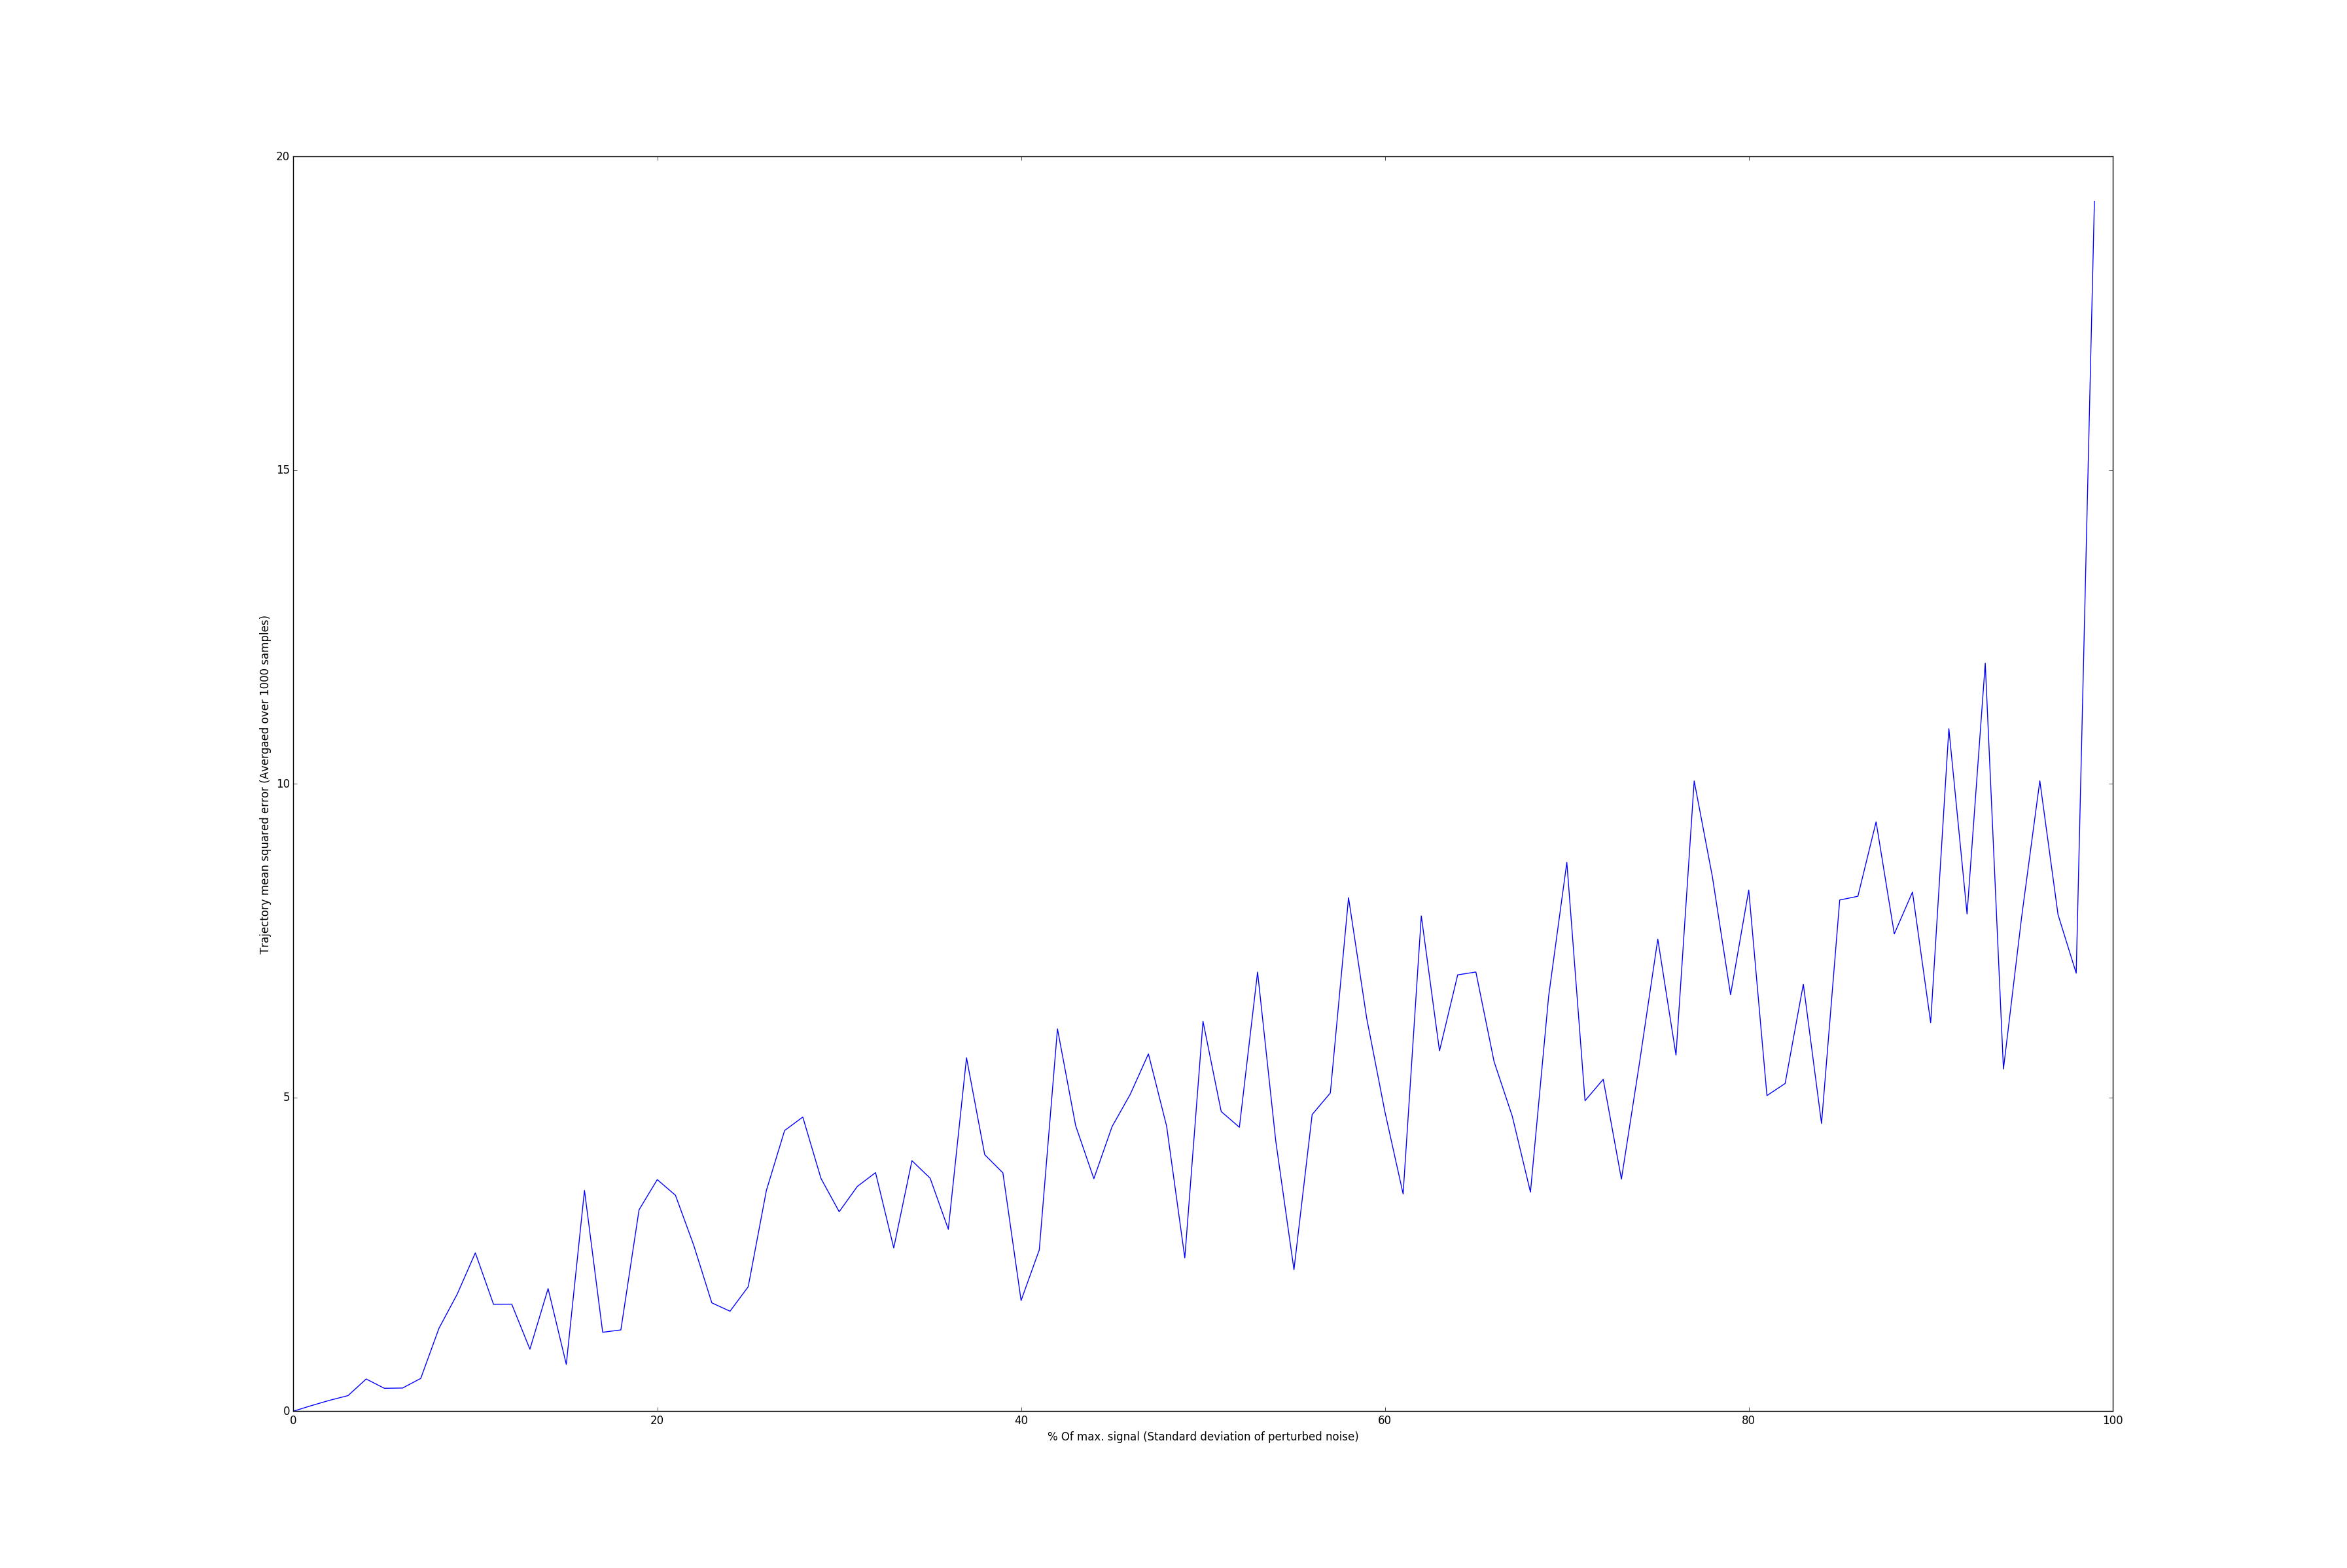 20
15
10
5
0
Trajectory mean squared error (Avergaed over 1000 samples)
0 20 40 60 80 100
% Of max. signal (Standard deviation of perturbed noise)